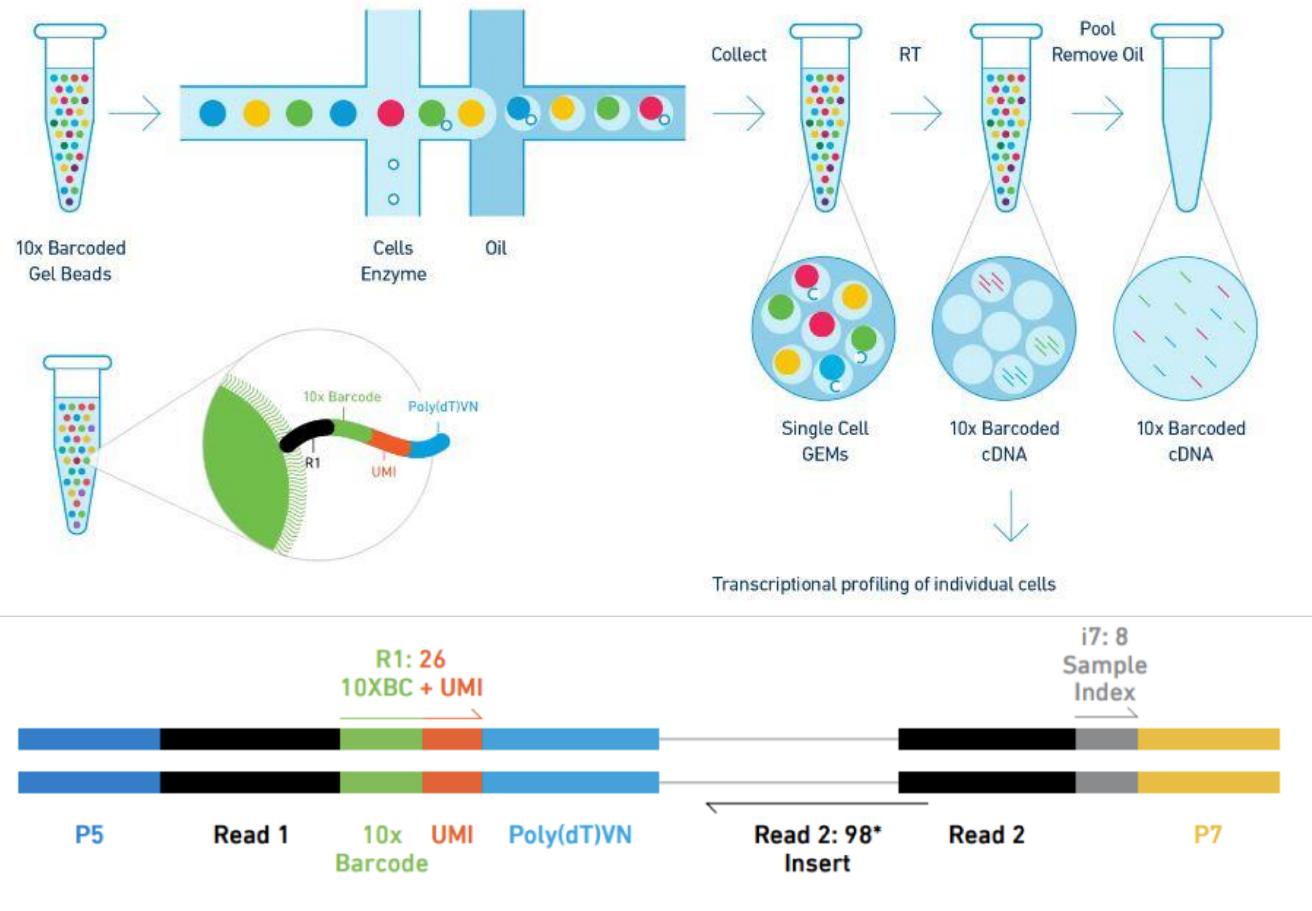 Collect
RT
Pool
Remove Oil
10x Barcoded
Gel Beads
Cells
Enzyme
Oil
10x Barcode
Poly(dT)VN
R1
UMI
Single Cell
GEMs
10x Barcoded
cDNA
10x Barcoded
cDNA
Transcriptional profiling of individual cells
R1: 26
10XBC + UMI
i7: 8
Sample
Index
P5
Read 1
10x
Barcode
UMI
Poly(dT)VN
Read 2: 98*
Insert
Read 2
P7